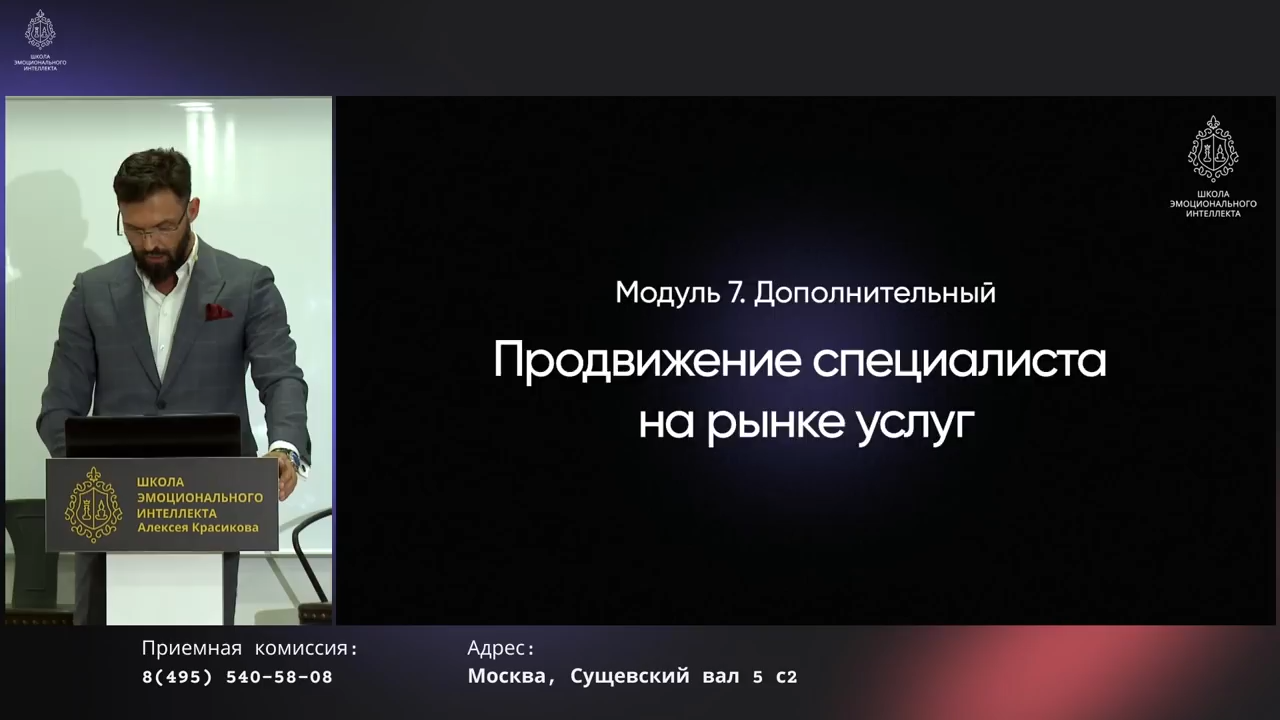 ШКОЛА
ЭМОЦИОНАЛЬНОГО
ИНТЕЛЛЕКТА
ШКОЛА
ЭМОЦИОНАЛЬНОГО
ИНТЕЛЛЕКТА
Модуль 7. Дополнительный
Продвижение специалиста
на рынке услуг
ШКОЛА
ЭМОЦИОНАЛЬНОГО
ИНТЕЛЛЕКТА
Алексея Красикова
Приемная комиссия:
8(495) 540-58-08
Адрес:
Москва, Сущевский вал 5 с2